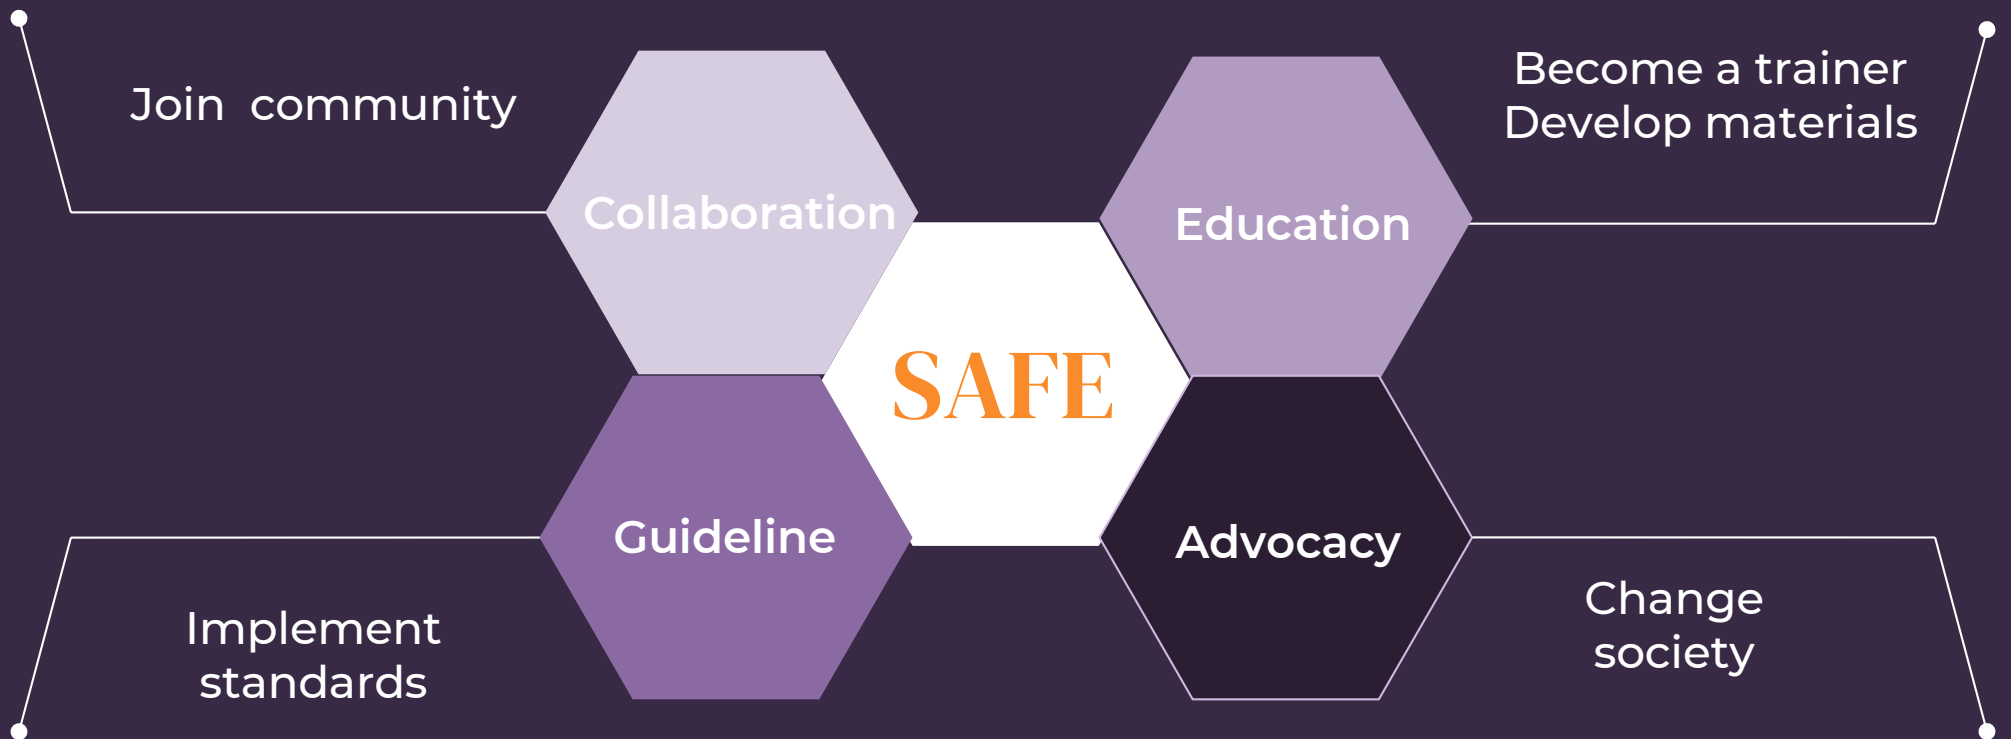 Join  community
Collaboration
Education
Become a trainer
Develop materials
SAFE
Guideline
Implement
standards
Advocacy
Change
society